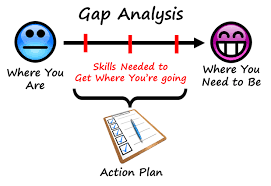 Gap Analysis
Where You
Are
Skills Needed to
Get Where You're going
Where You
Need to Be
Action Plan